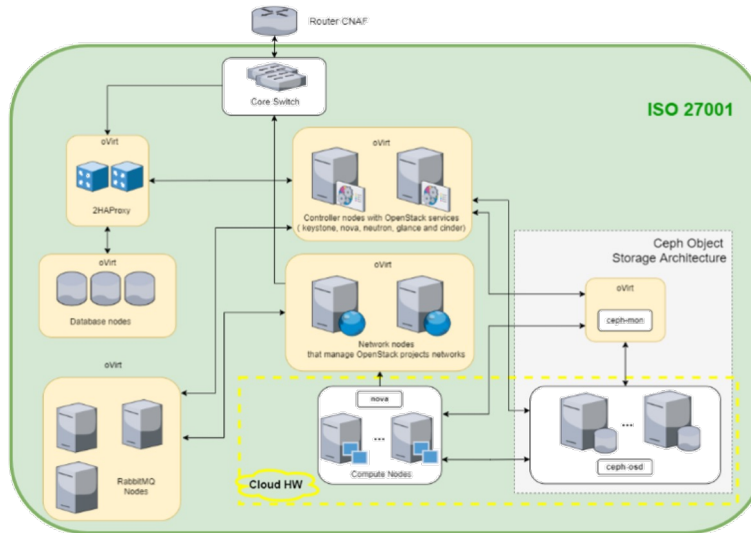 Router CNAF
Core Switch
ISO 27001
oVirt
2HAProxy
oVirt
Controller nodes with OpenStack services
( keystone, nova, neutron, glance and cinder)
Ceph Object
Storage Architecture
oVirt
Database nodes
oVirt
Network nodes
that manage OpenStack projects networks
oVirt
ceph-mon
oVirt
RabbitMQ
Nodes
nova
...
Compute Nodes
...
ceph-osd
Cloud HW